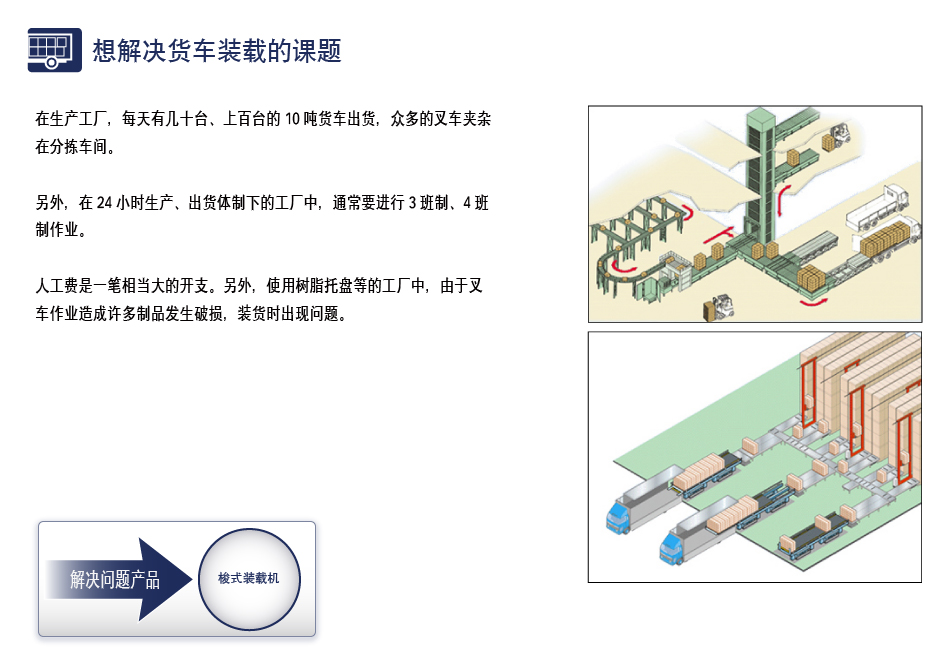 想解决货车装载的课题
在生产工厂，每天有几十台、上百台的 10 吨货车出货，众多的叉车夹杂
在分拣车间。
另外，在 24 小时生产、出货体制下的工厂中，通常要进行 3 班制、4 班
制作业。
人工费是一笔相当大的开支。另外，使用树脂托盘等的工厂中，由于叉
车作业造成许多制品发生破损，装货时出现问题。
解决问题产品
梭式装载机